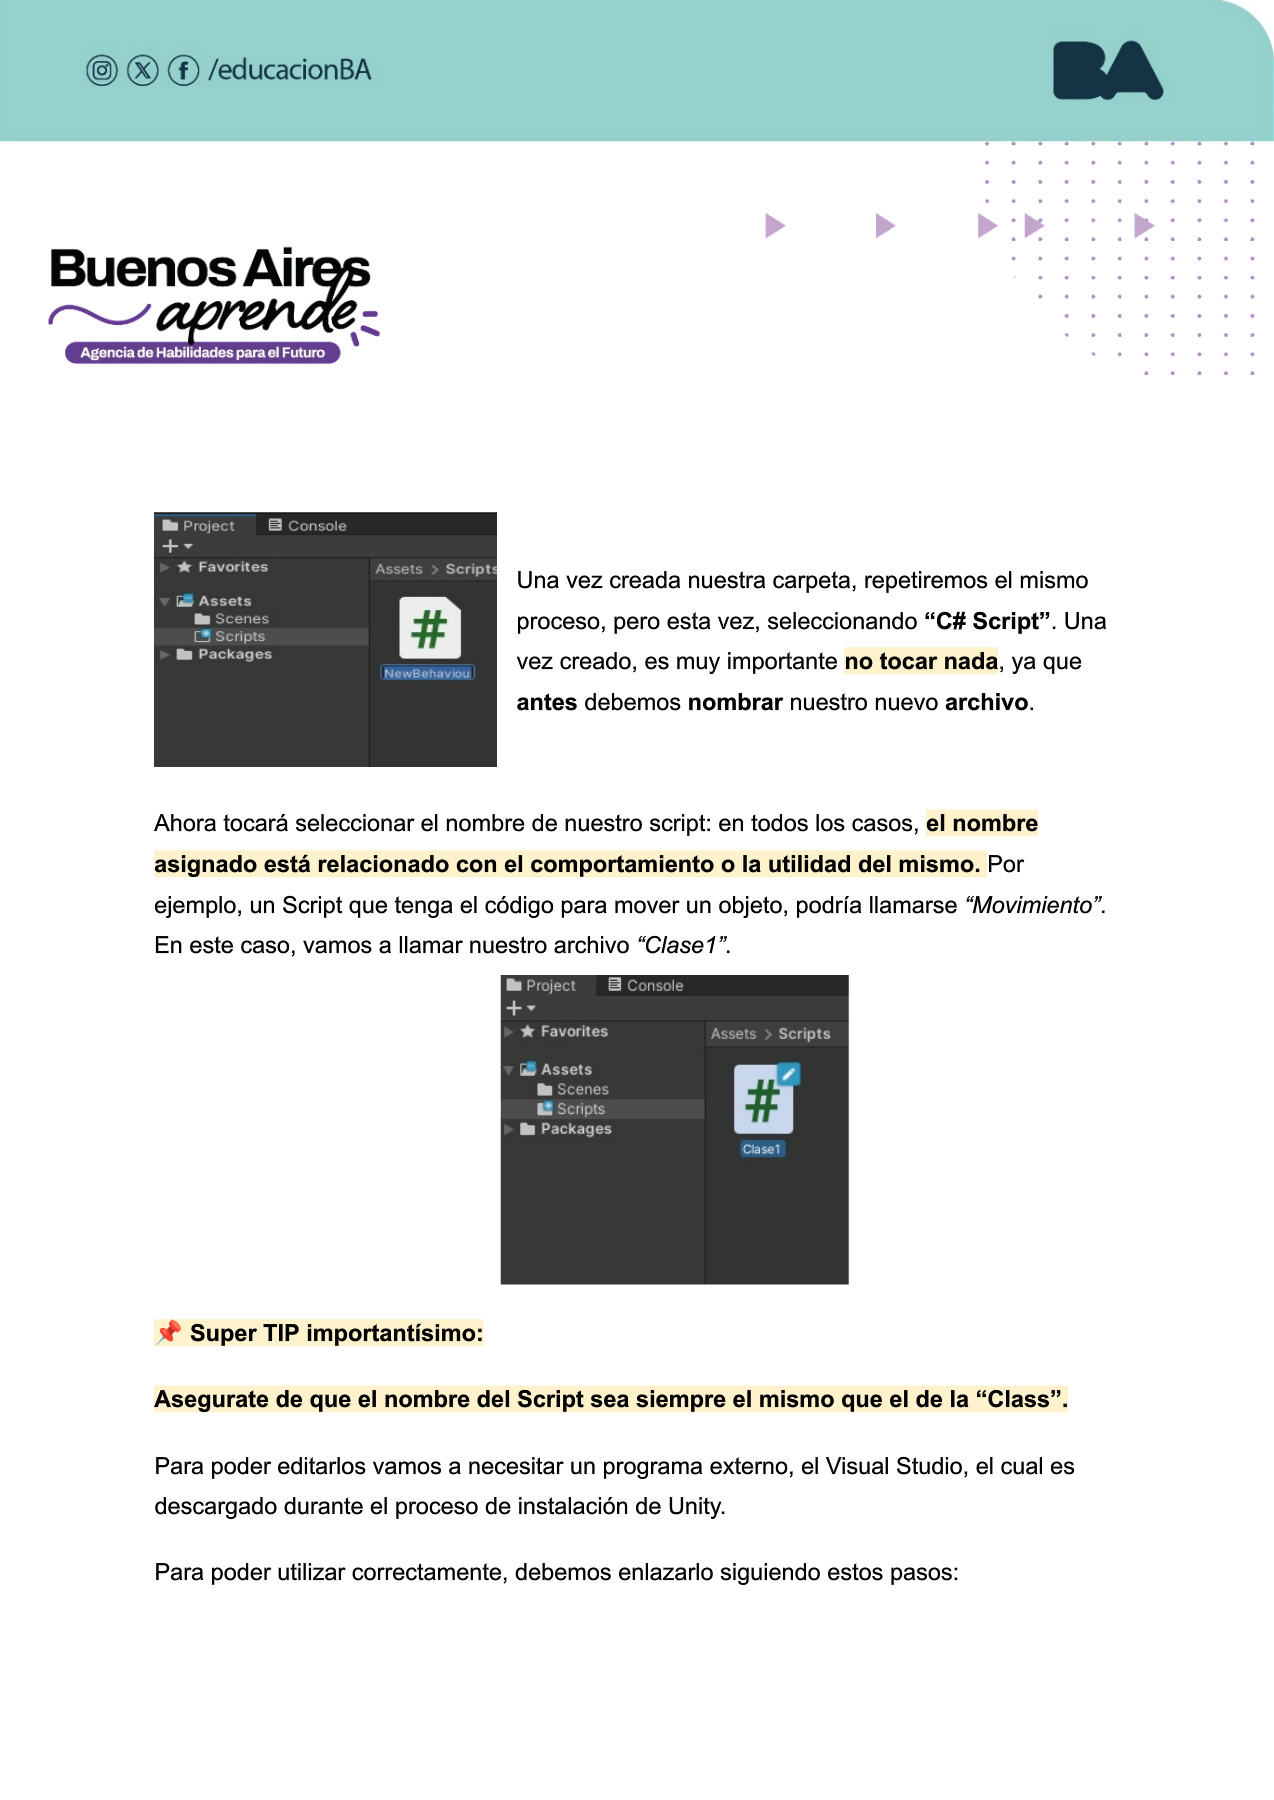 /educacionBA
BA
Buenos Aires
aprende
Agencia de Habilidades para el Futuro
Project Console
Favorites
Assets > Scripts
Assets
Scenes
Scripts
Packages
NewBehaviou
Una vez creada nuestra carpeta, repetiremos el mismo
proceso, pero esta vez, seleccionando “C# Script”. Una
vez creado, es muy importante no tocar nada, ya que
antes debemos nombrar nuestro nuevo archivo.
Ahora tocará seleccionar el nombre de nuestro script: en todos los casos, el nombre
asignado está relacionado con el comportamiento o la utilidad del mismo. Por
ejemplo, un Script que tenga el código para mover un objeto, podría llamarse “Movimiento”.
En este caso, vamos a llamar nuestro archivo “Clase1”.
Project Console
Favorites
Assets > Scripts
Assets
Scenes
Scripts
Packages
Clase1
📌 Super TIP importantísimo:
Asegurate de que el nombre del Script sea siempre el mismo que el de la “Class”.
Para poder editarlos vamos a necesitar un programa externo, el Visual Studio, el cual es
descargado durante el proceso de instalación de Unity.
Para poder utilizar correctamente, debemos enlazarlo siguiendo estos pasos: